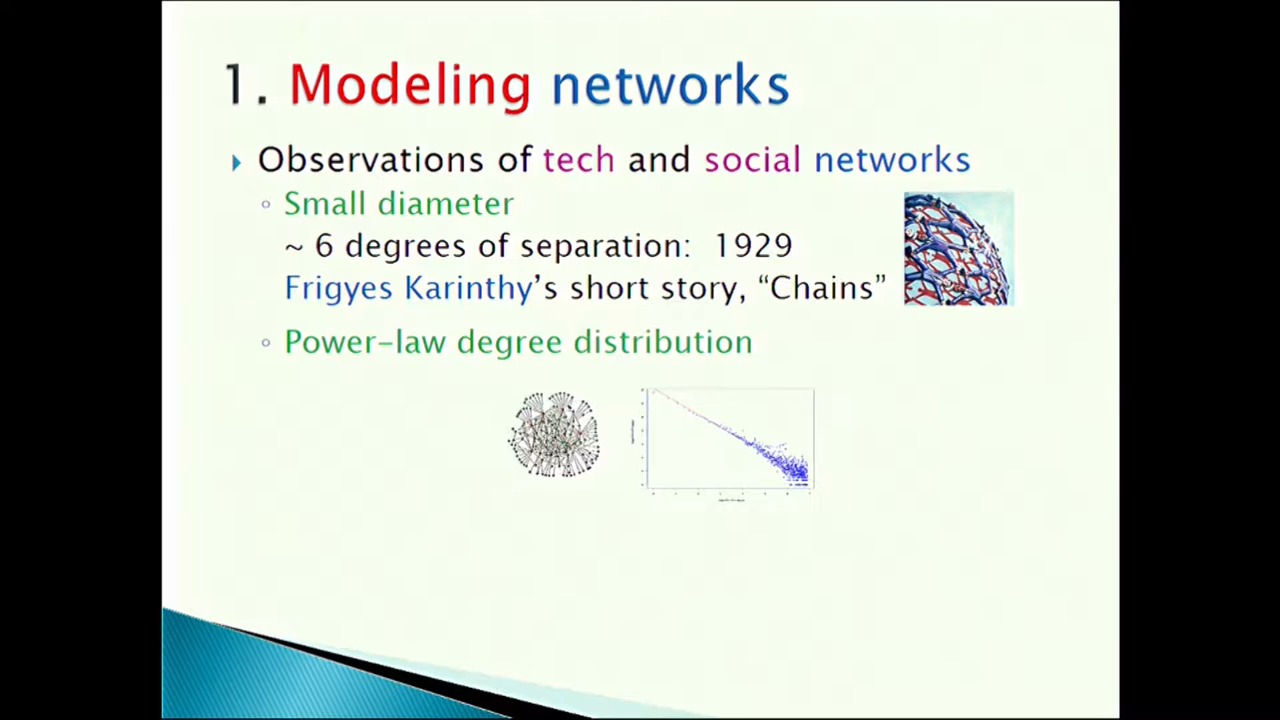 1. Modeling networks
Observations of tech and social networks
Small diameter
~ 6 degrees of separation: 1929
Frigyes Karinthy’s short story, “Chains”
Power-law degree distribution